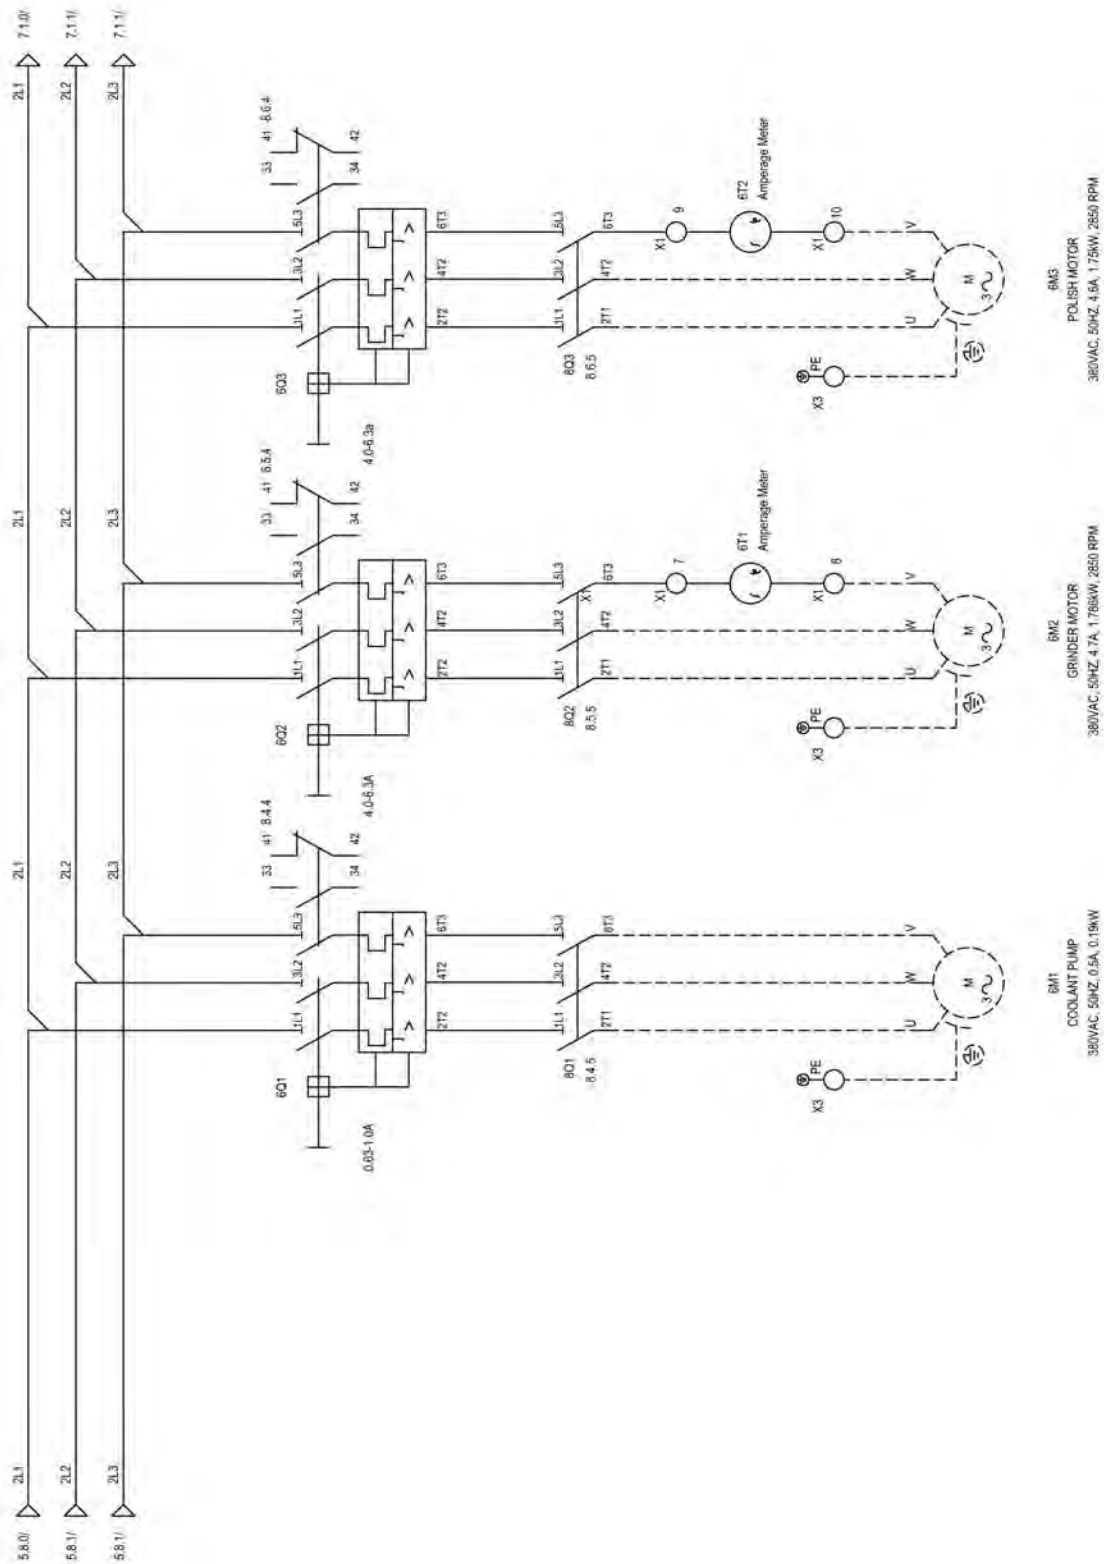 5.8.0/ 2L1 2L1 2L1 2L1 7.1.0/
5.8.1/ 2L2 2L2 2L2 2L2 7.1.1/
5.8.1/ 2L3 2L3 2L3 2L3 7.1.1/
33 41 8.4.4
6Q1 1L1 3L2 5L3
34 42
0.63-1.0A
2T2 4T2 6T3
8Q1 1L1 3L2 5L3
8.4.5 2T1 4T2 6T3
X3 PE
U W V
M
3
6M1
COOLANT PUMP
380VAC, 50HZ, 0.6A, 0.19kW
33 41 8.5.4
6Q2 1L1 3L2 5L3
34 42
4.0-6.3A
2T2 4T2 6T3
8Q2 1L1 3L2 5L3
8.5.5 2T1 4T2 X1 6T3
X1 7
6T1
Amperage Meter
X3 PE X1 8
U W V
M
3
6M2
GRINDER MOTOR
380VAC, 50HZ, 4.7A, 1.786kW, 2850 RPM
33 41 -8.6.4
6Q3 1L1 3L2 5L3
34 42
4.0-6.3a
2T2 4T2 6T3
8Q3 1L1 3L2 5L3
8.6.5 2T1 4T2 6T3
X1 9
6T2
Amperage Meter
X3 PE X1 10
U W V
M
3
6M3
POLISH MOTOR
380VAC, 50HZ, 4.6A, 1.75kW, 2850 RPM